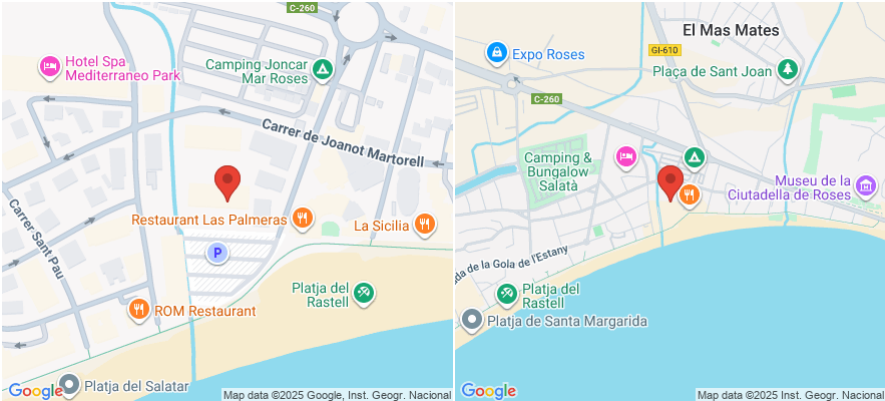 C-260
Hotel Spa
Mediterraneo Park
Camping Joncar
Mar Roses
Carrer de Joanot Martorell
Restaurant Las Palmeras
La Sicilia
Carrer Sant Pau
P
Platja del
Rastell
ROM Restaurant
Platja del Salatar
Google
Map data ©2025 Google, Inst. Geogr. Nacional
El Mas Mates
GI-610
Expo Roses
Plaça de Sant Joan
C-260
Camping &
Bungalow
Salatà
Museu de la
Ciutadella de Roses
da de la Gola de l'Estany
Platja del
Rastell
Platja de Santa Margarida
Google
Map data ©2025 Inst. Geogr. Nacional